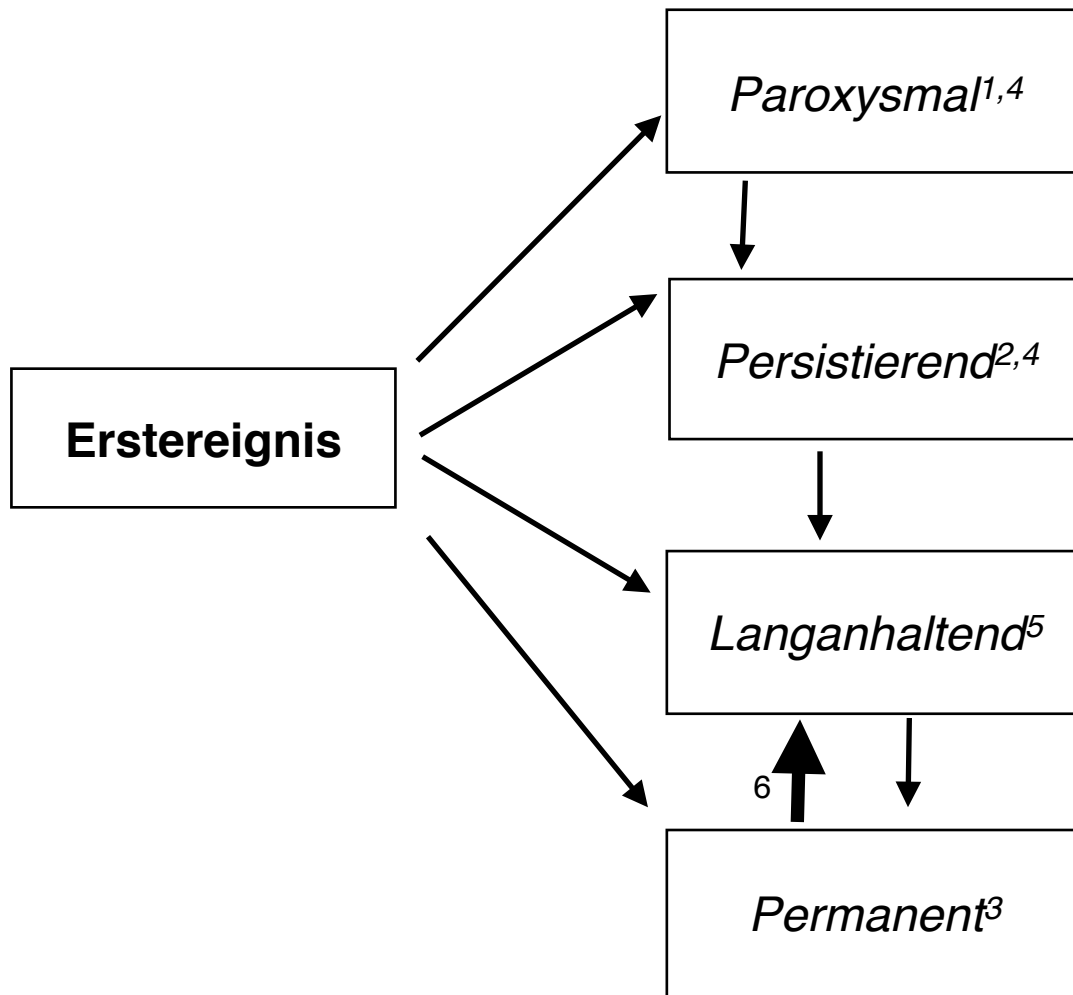 Paroxysmal1,4
Persistierend2,4
Erstereignis
Langanhaltend5
6
Permanent3